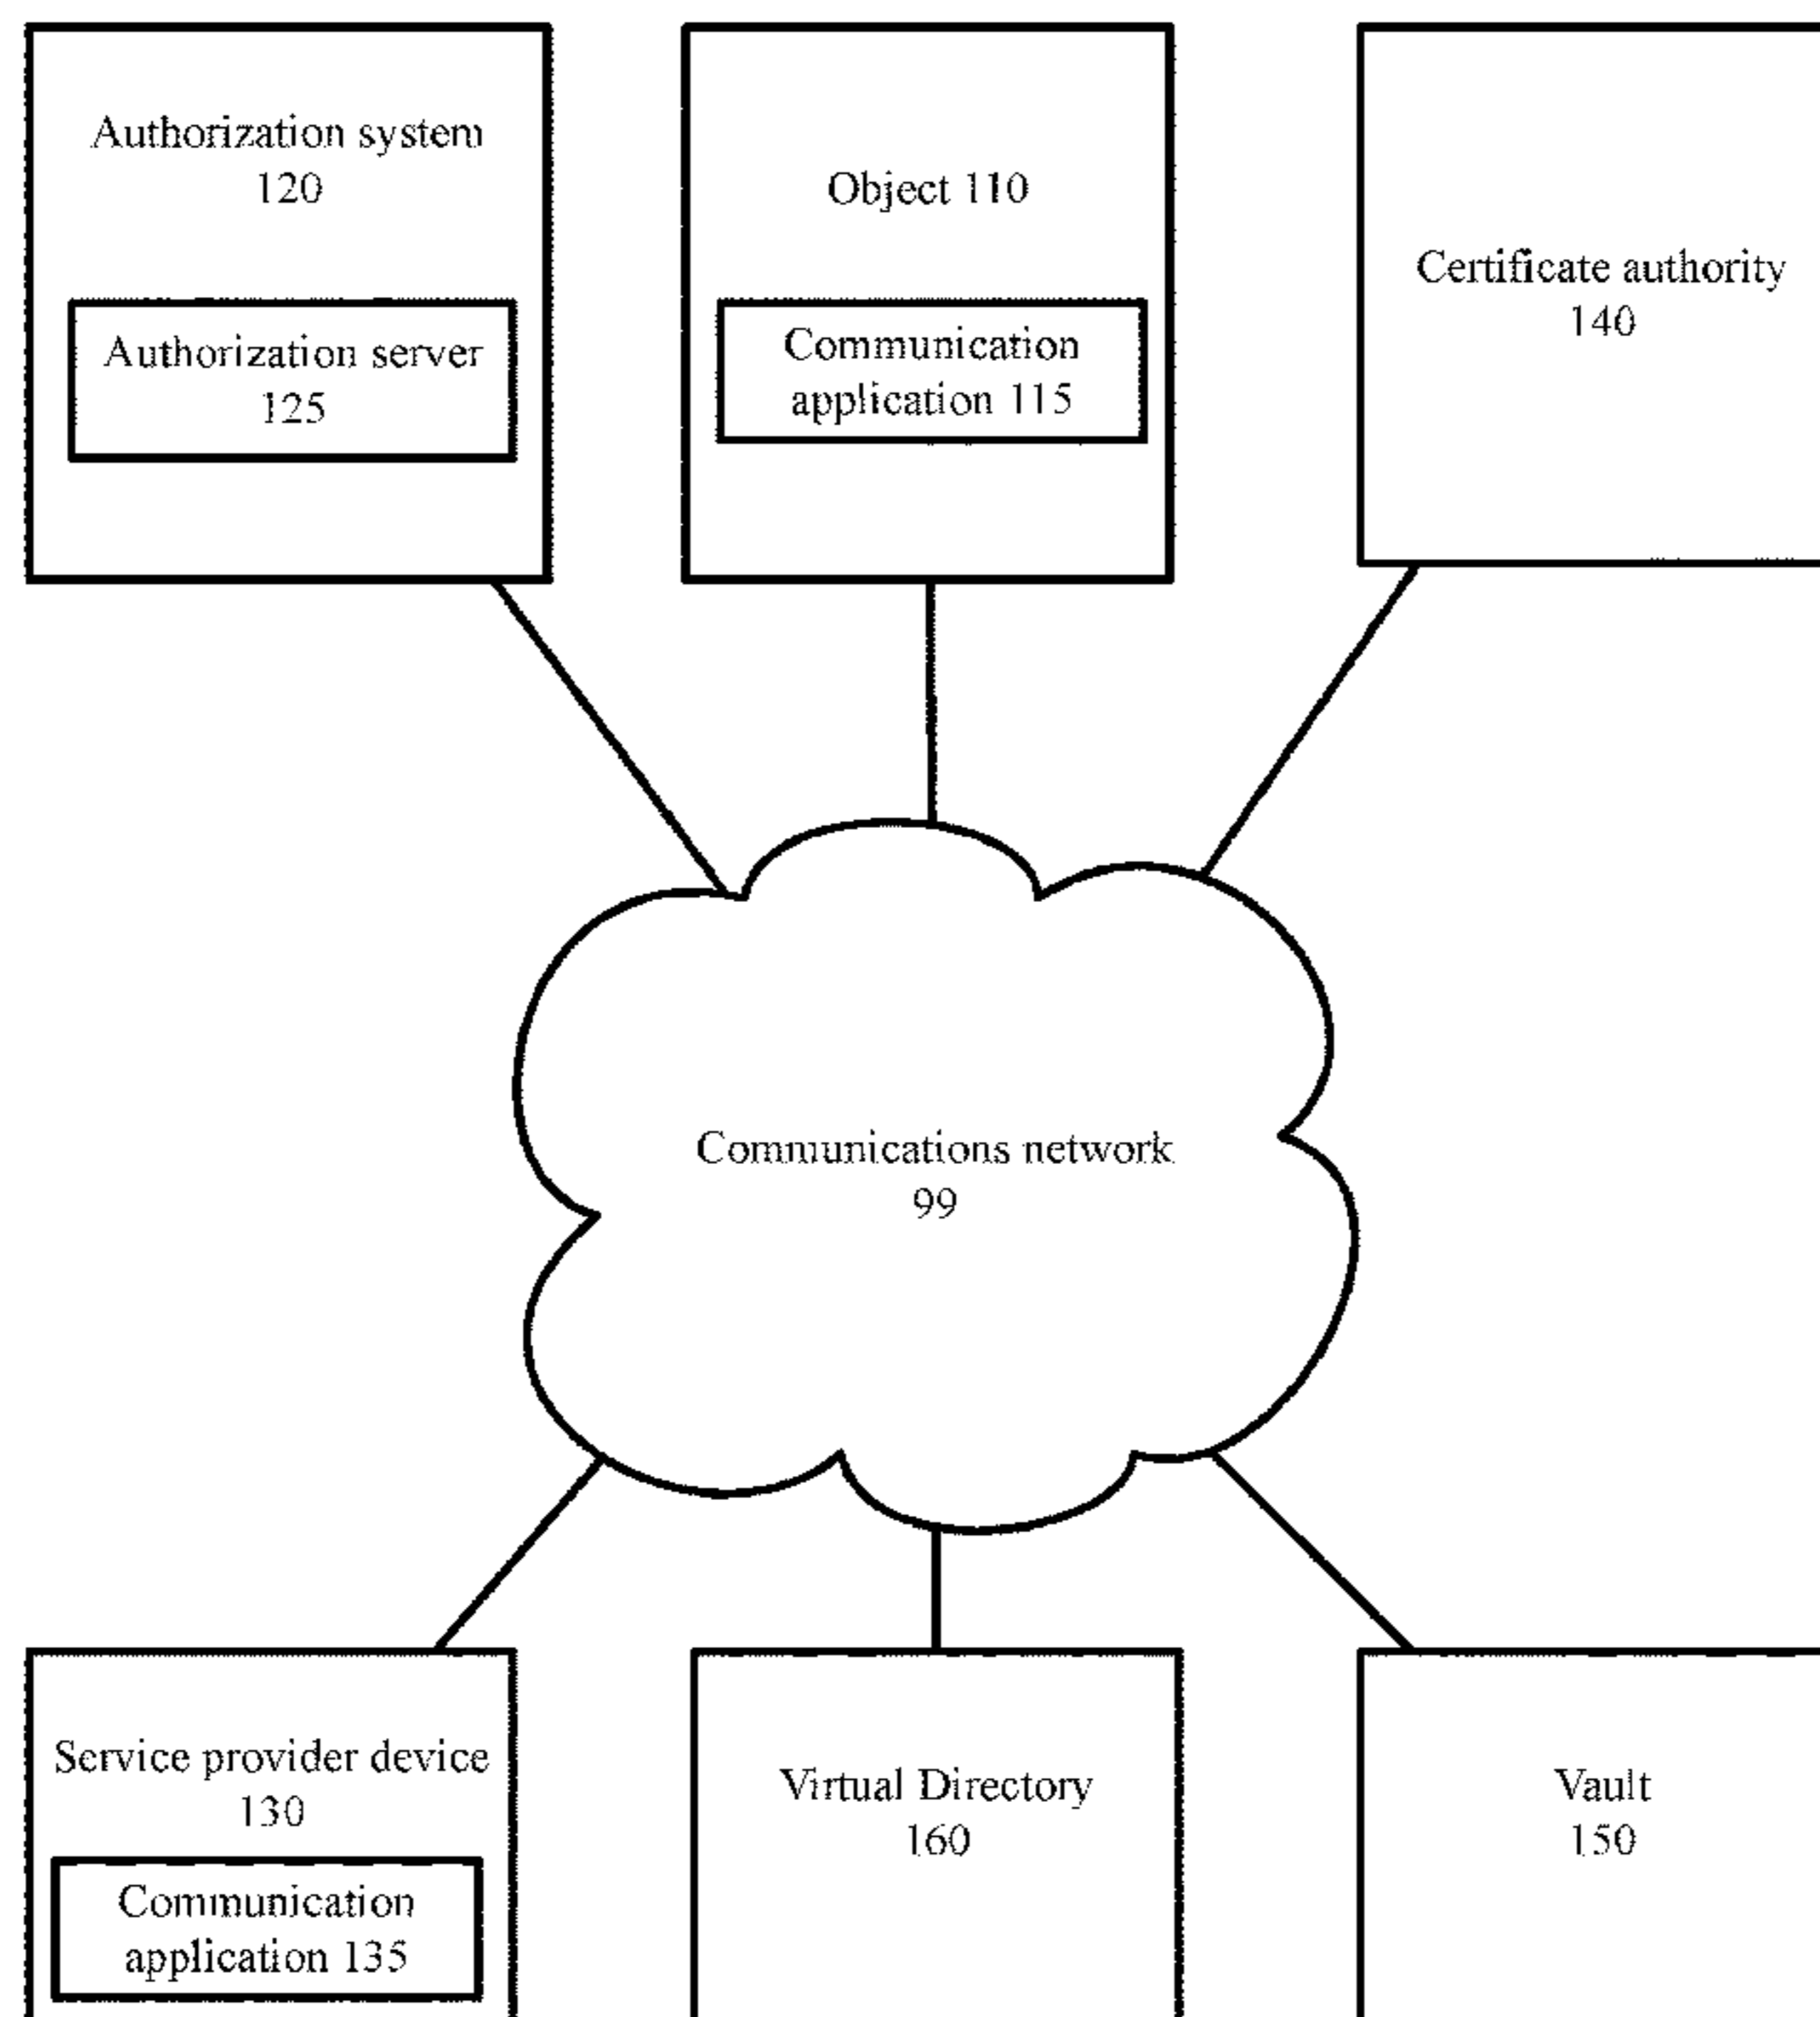 Authorization system
120
Authorization server
125
Object 110
Communication
application 115
Certificate authority
140
Communications network
99
Service provider device
130
Communication
application 135
Virtual Directory
160
Vault
150